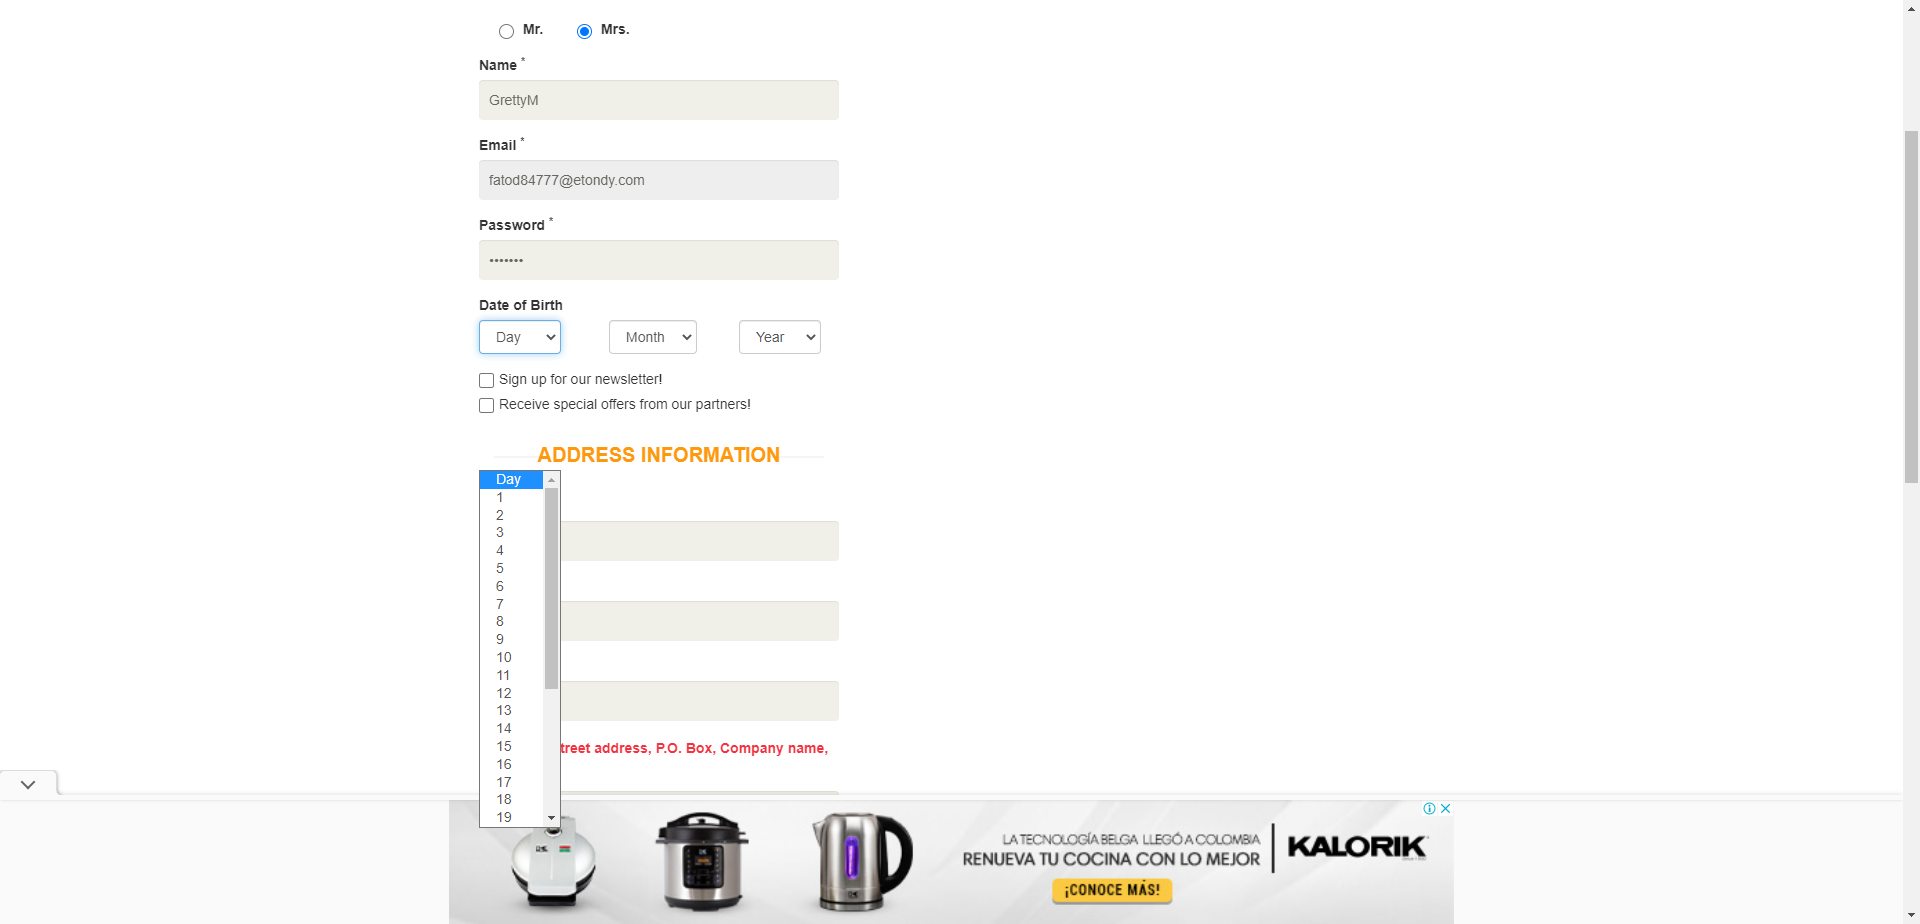 Mr. Mrs.
Name *
GrettyM
Email *
fatod84777@etondy.com
Password *
•••••••
Date of Birth
Day Month Year
Sign up for our newsletter!
Receive special offers from our partners!
ADDRESS INFORMATION
Day
1
2
3
4
5
6
7
8
9
10
11
12
13
14
15
16
17
18
19
treet address, P.O. Box, Company name,
LA TECNOLOGÍA BELGA LLEGÓ A COLOMBIA
RENUEVA TU COCINA CON LO MEJOR
¡CONOCE MÁS!
KALORIK